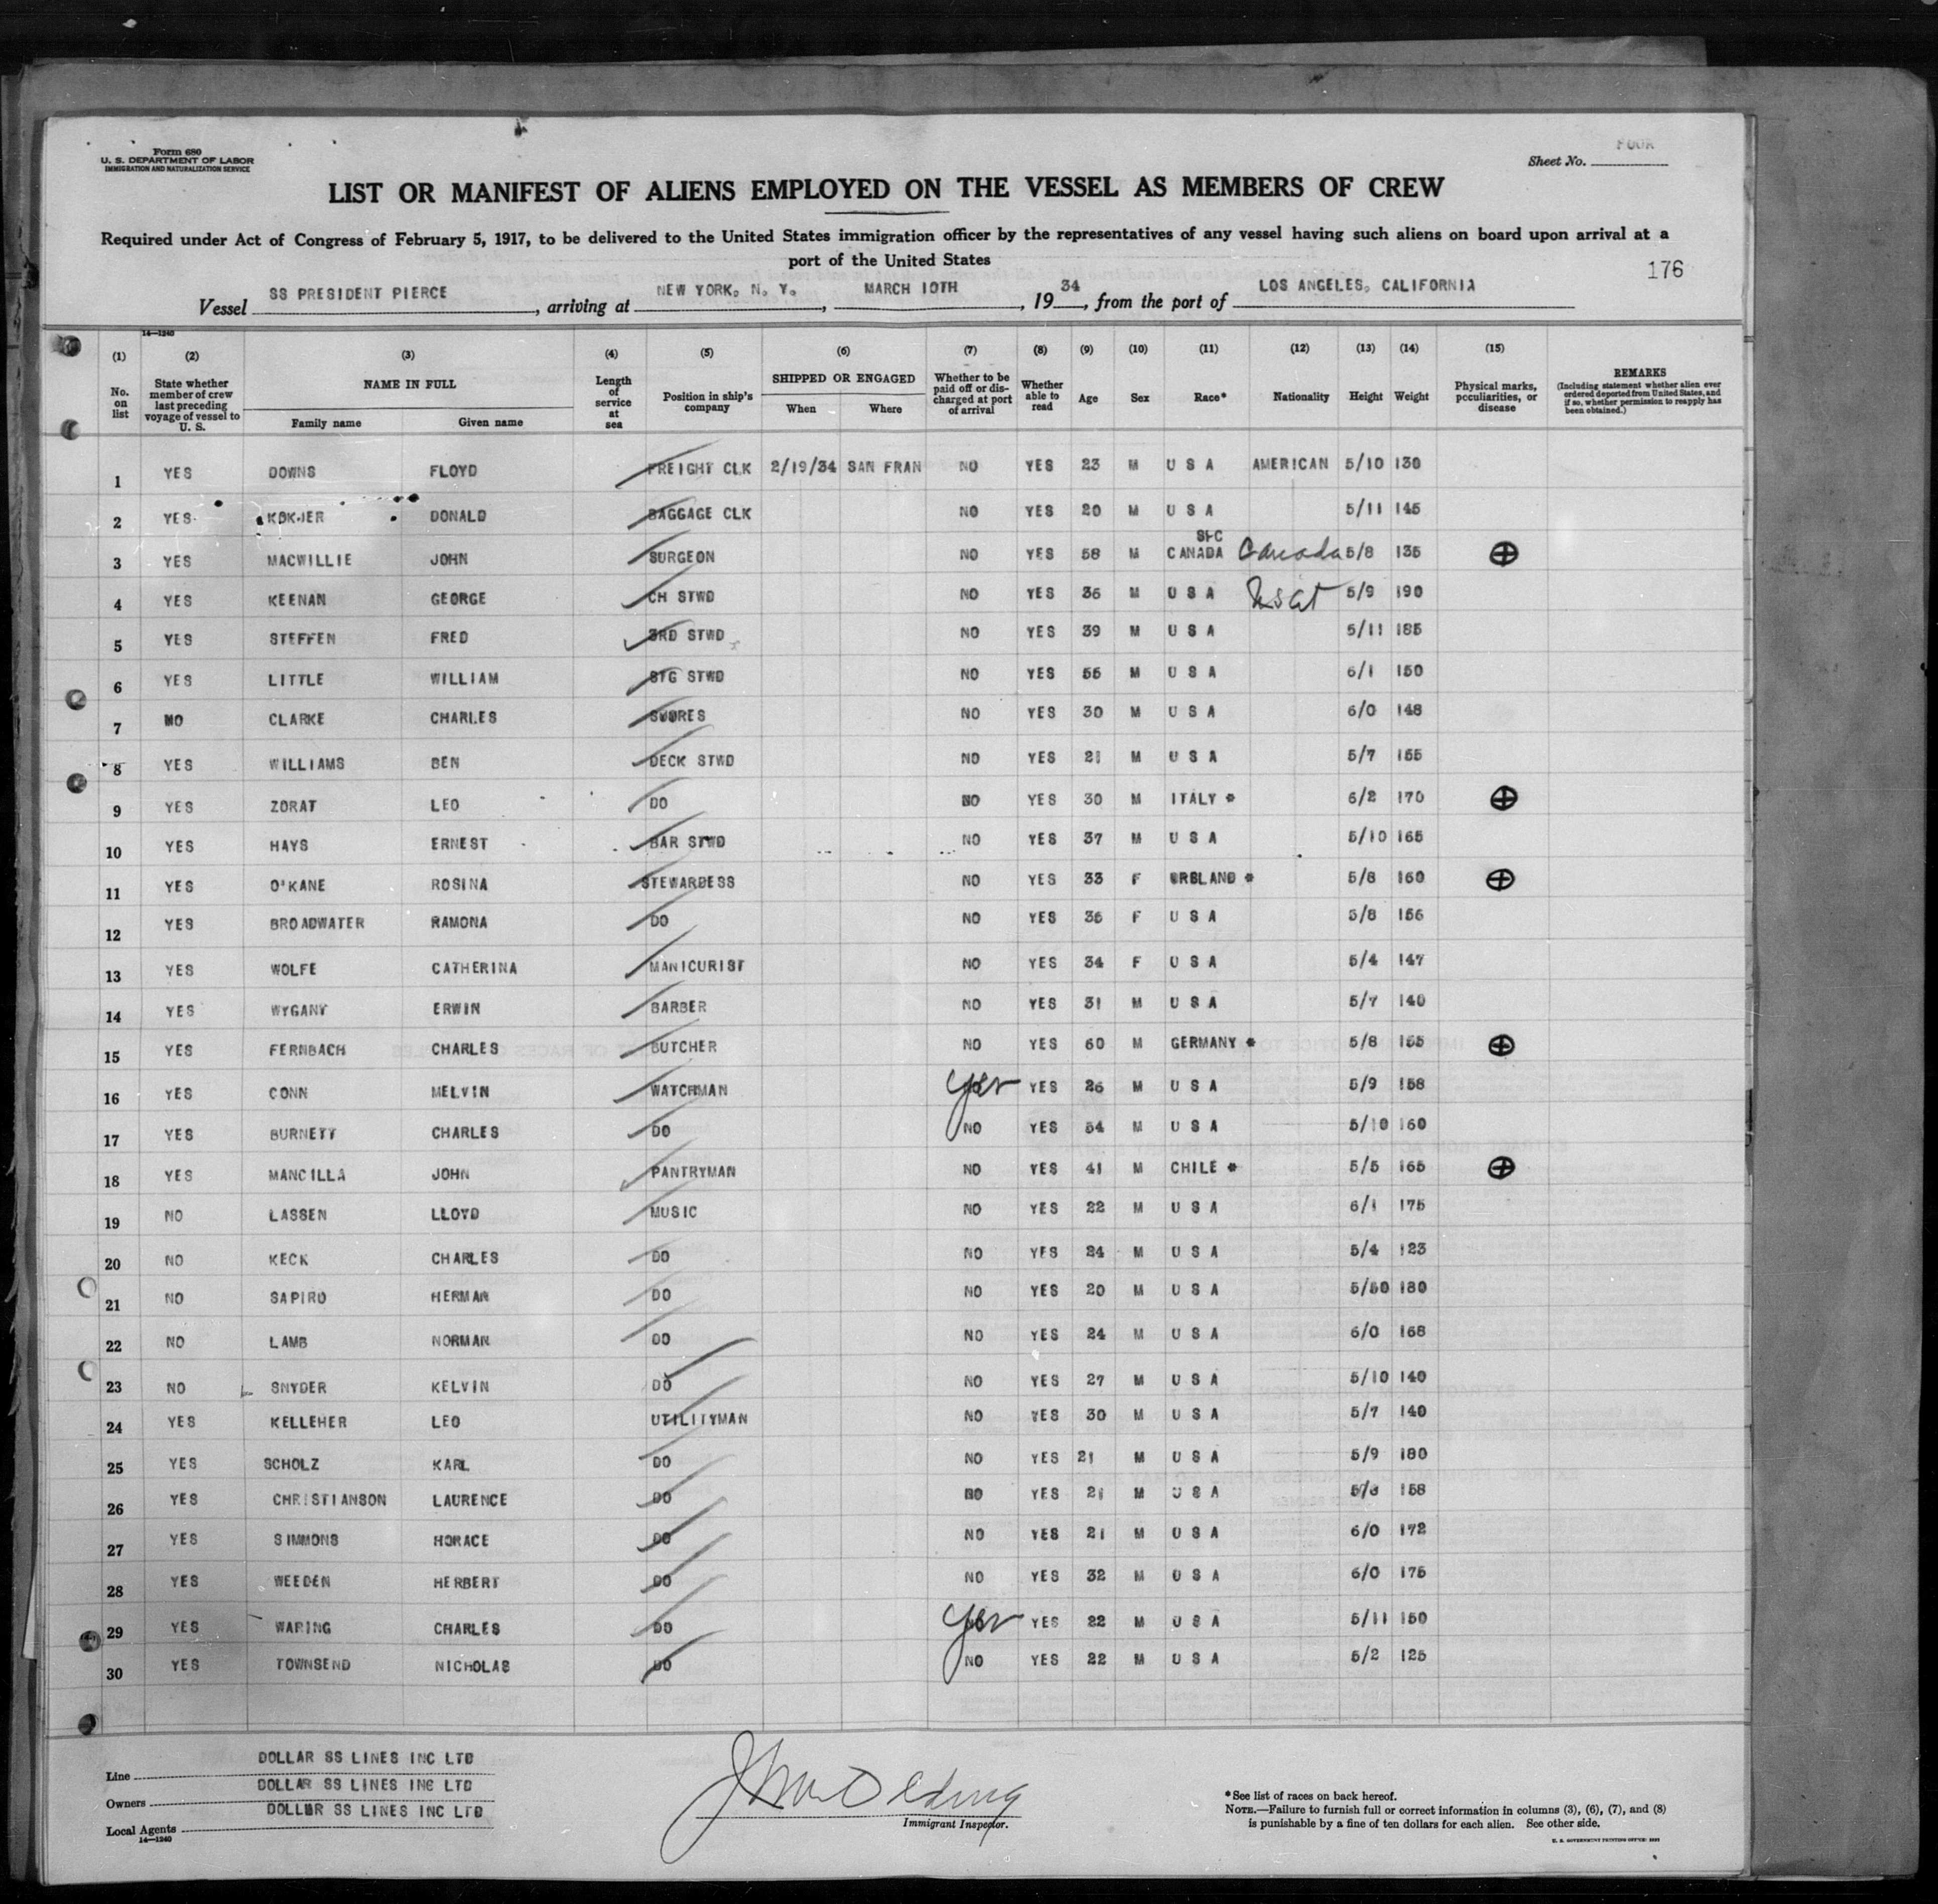 Form 680
U. S. DEPARTMENT OF LABOR
IMMIGRATION AND NATURALIZATION SERVICE
Sheet No. FOUR
LIST OR MANIFEST OF ALIENS EMPLOYED ON THE VESSEL AS MEMBERS OF CREW
Required under Act of Congress of February 5, 1917, to be delivered to the United States immigration officer by the representatives of any vessel having such aliens on board upon arrival at a
port of the United States
176
Vessel SS PRESIDENT PIERCE, arriving at NEW YORK, N. Y., MARCH 10TH, 1934, from the port of LOS ANGELES, CALIFORNIA
14—1240
(1) (2) (3) (4) (5) (6) (7) (8) (9) (10) (11) (12) (13) (14) (15)
No. on list State whether member of crew last preceding voyage of vessel to U. S. NAME IN FULL Family name Given name Length of service at sea Position in ship's company SHIPPED OR ENGAGED When Where Whether to be paid off or discharged at port of arrival Whether able to read Age Sex Race* Nationality Height Weight Physical marks, peculiarities, or disease REMARKS (Including statement whether alien ever ordered deported from United States, and if so, whether permission to reapply has been obtained.)
1 YES DOWNS FLOYD FREIGHT CLK 2/19/34 SAN FRAN NO YES 23 M U S A AMERICAN 5/10 130
2 YES KOKJER DONALD BAGGAGE CLK NO YES 20 M U S A 5/11 145
3 YES MACWILLIE JOHN SURGEON NO YES 58 M CANADA Canada 5/8 135
4 YES KEENAN GEORGE CH STWD NO YES 36 M U S A 5/9 190
5 YES STEFFEN FRED 3RD STWD NO YES 39 M U S A 5/11 185
6 YES LITTLE WILLIAM STG STWD NO YES 55 M U S A 6/1 150
7 NO CLARKE CHARLES NO YES 30 M U S A 6/0 148
8 YES WILLIAMS BEN DECK STWD NO YES 21 M U S A 5/7 155
9 YES ZORAT LEO DO NO YES 30 M ITALY * 6/2 170
10 YES HAYS ERNEST BAR STWD NO YES 37 M U S A 5/10 165
11 YES O'KANE ROSINA STEWARDESS NO YES 33 F * 5/8 160
12 YES BROADWATER RAMONA DO NO YES 36 F U S A 5/8 156
13 YES WOLFE CATHERINA MANICURIST NO YES 34 F U S A 5/4 147
14 YES WYGANT ERWIN BARBER NO YES 31 M U S A 5/7 140
15 YES FERNBACH CHARLES BUTCHER NO YES 60 M GERMANY * 5/8 155
16 YES CONN MELVIN WATCHMAN Yes YES 26 M U S A 5/9 158
17 YES BURNETT CHARLES DO NO YES 54 M U S A 5/10 160
18 YES MANCILLA JOHN PANTRYMAN NO YES 41 M CHILE * 5/5 165
19 NO LASSEN LLOYD MUSIC NO YES 22 M U S A 6/1 175
20 NO KECK CHARLES DO NO YES 24 M U S A 5/4 123
21 NO SAPIRO HERMAN DO NO YES 20 M U S A 180
22 NO LAMB NORMAN DO NO YES 24 M U S A 6/0 168
23 NO SNYDER KELVIN DO NO YES 27 M U S A 5/10 140
24 YES KELLEHER LEO UTILITYMAN NO YES 30 M U S A 5/7 140
25 YES SCHOLZ KARL DO NO YES 21 M U S A 5/9 180
26 YES CHRISTIANSON LAURENCE DO NO YES 21 M U S A 158
27 YES SIMMONS HORACE DO NO YES 21 M U S A 6/0 172
28 YES WEEDEN HERBERT DO NO YES 32 M U S A 6/0 175
29 YES WARING CHARLES DO Yes YES 22 M U S A 5/11 150
30 YES TOWNSEND NICHOLAS DO NO YES 22 M U S A 5/2 125
Line DOLLAR SS LINES INC LTD
Owners DOLLAR SS LINES INC LTD
Local Agents DOLLUR SS LINES INC LTD
14—1240
Immigrant Inspector.
*See list of races on back hereof.
NOTE.—Failure to furnish full or correct information in columns (3), (6), (7), and (8)
is punishable by a fine of ten dollars for each alien. See other side.